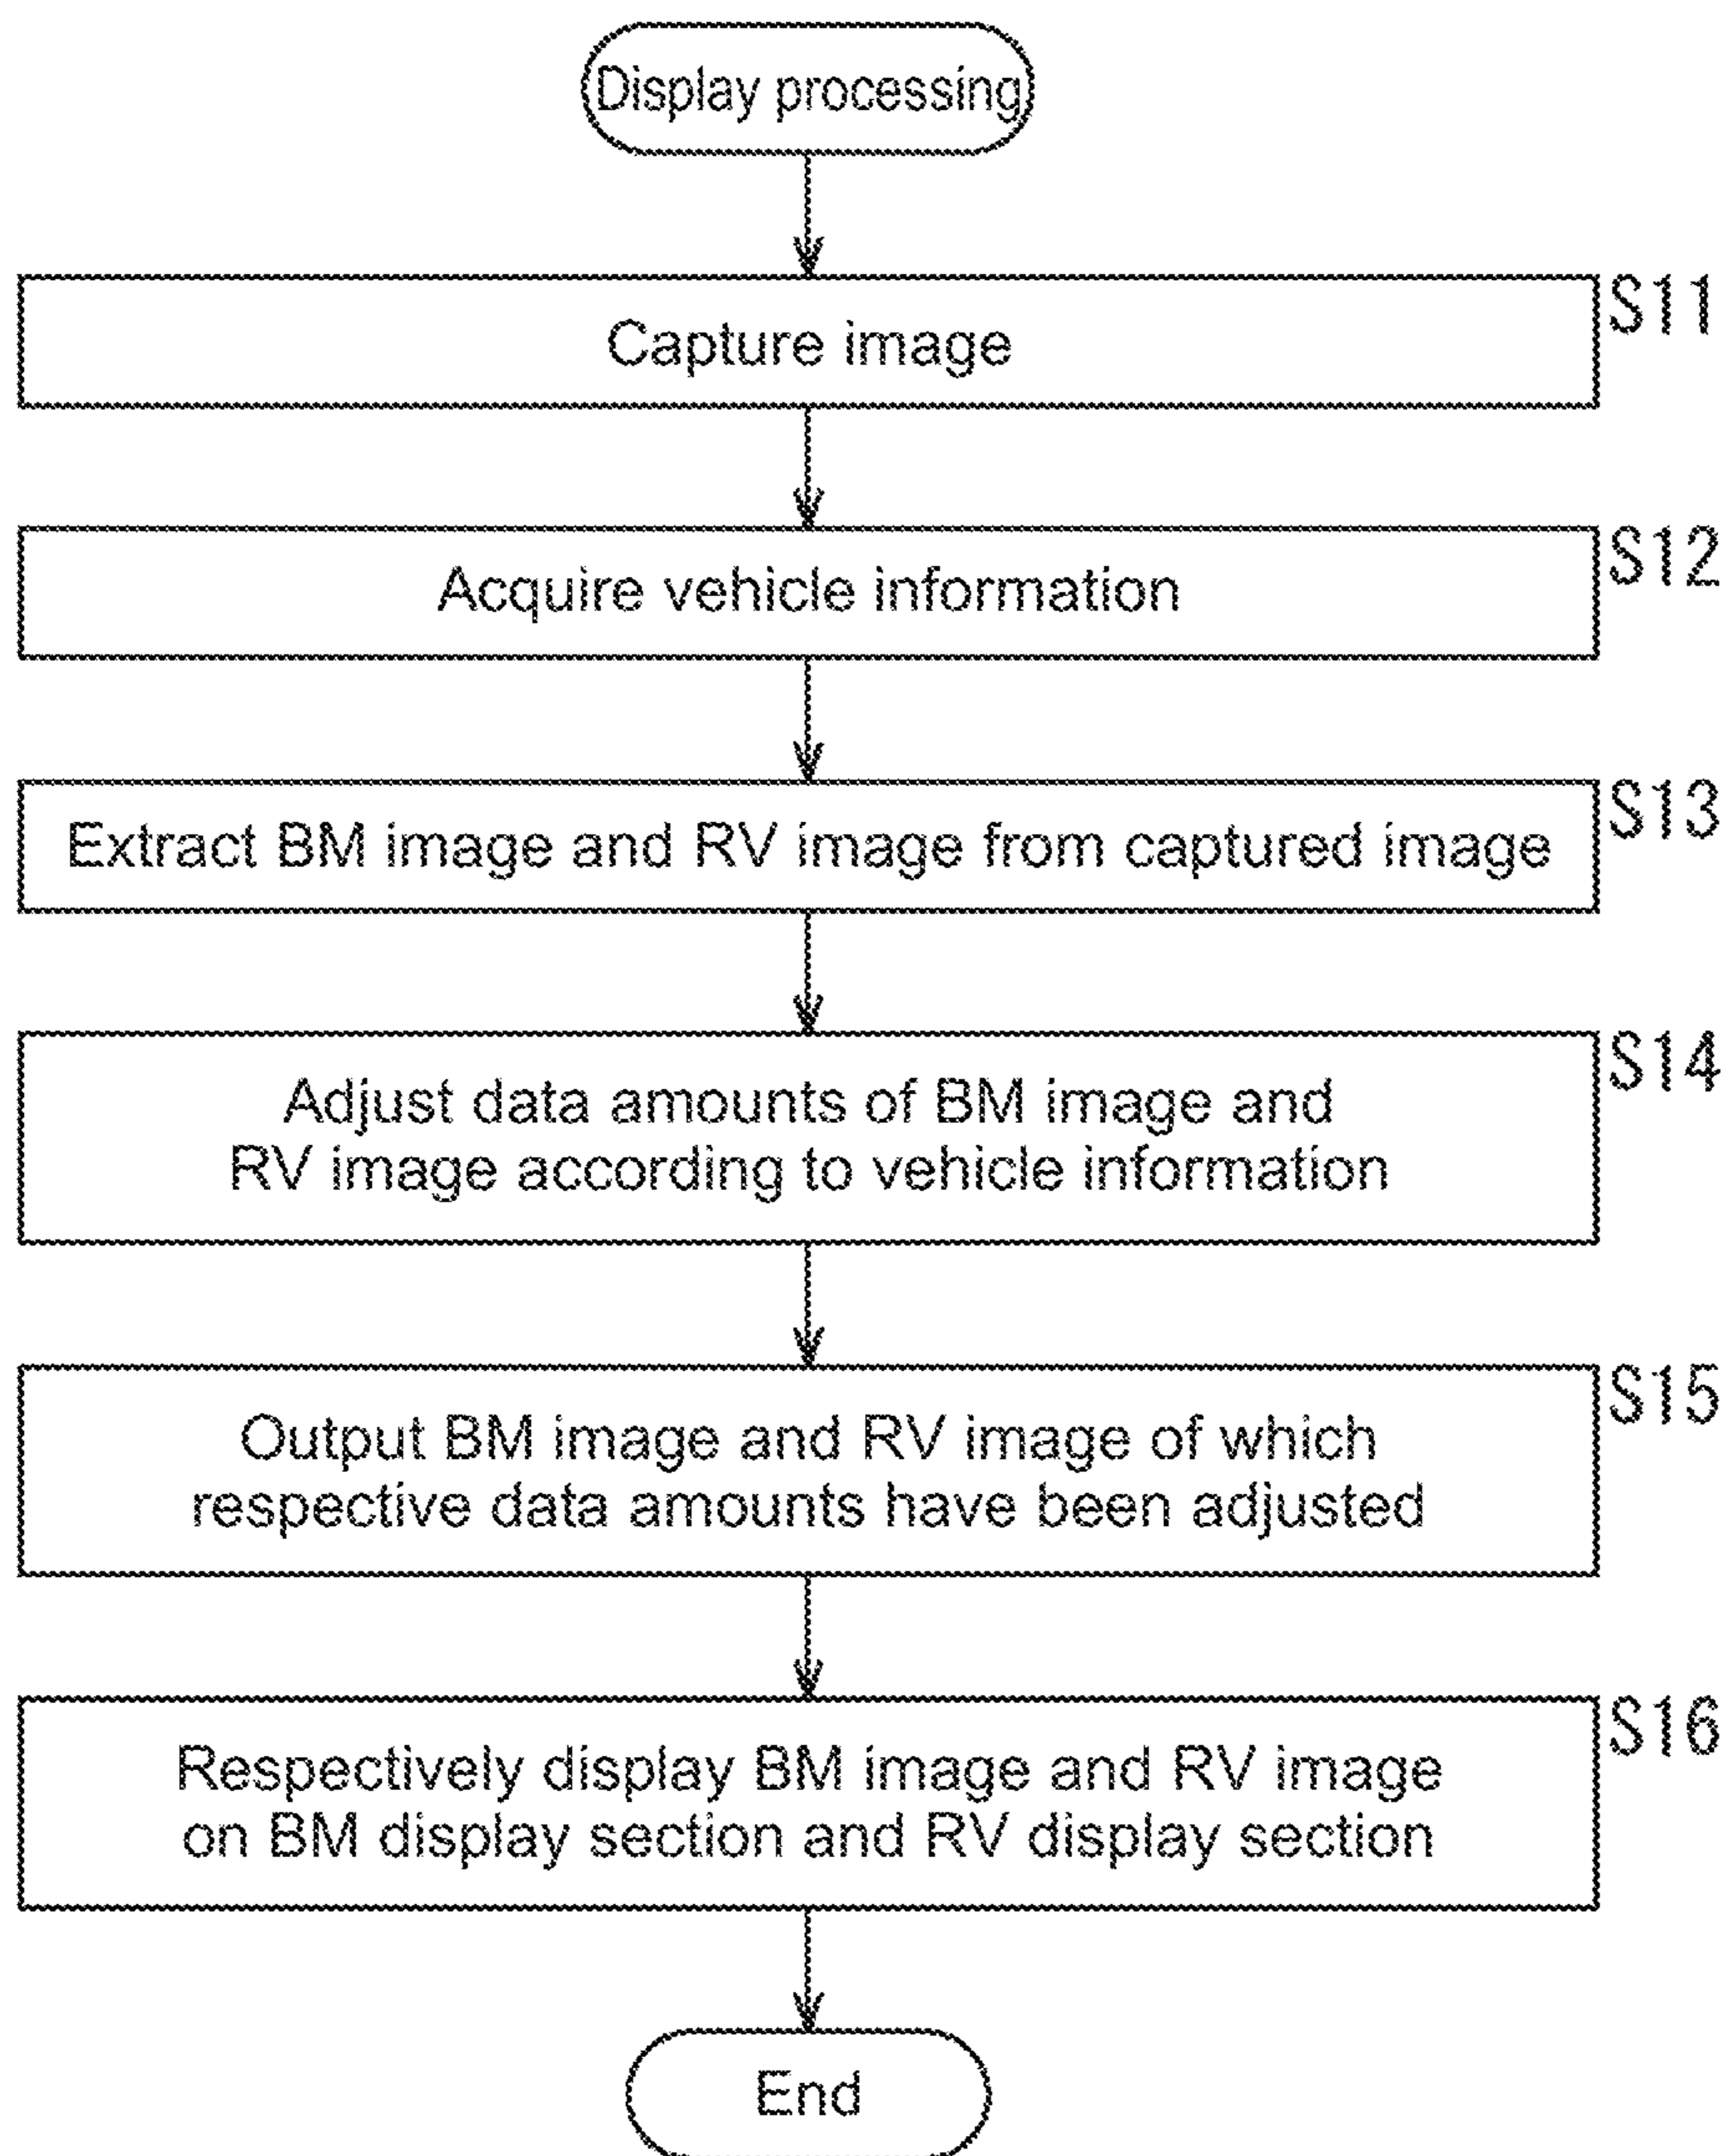 Display processing
S11
Capture image
S12
Acquire vehicle information
S13
Extract BM image and RV image from captured image
S14
Adjust data amounts of BM image and
RV image according to vehicle information
S15
Output BM image and RV image of which
respective data amounts have been adjusted
S16
Respectively display BM image and RV image
on BM display section and RV display section
End